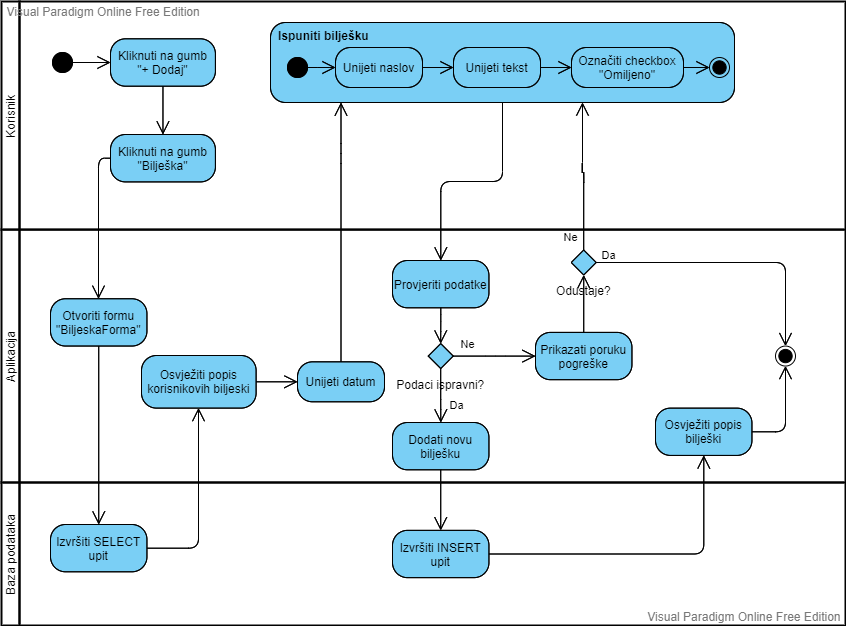 Visual Paradigm Online Free Edition
Korisnik
Kliknuti na gumb
"+ Dodaj"
Kliknuti na gumb
"Bilješka"
Ispuniti bilješku
Unijeti naslov
Unijeti tekst
Označiti checkbox
"Omiljeno"
Aplikacija
Otvoriti formu
"BiljeskaForma"
Osvježiti popis
korisnikovih biljeski
Unijeti datum
Provjeriti podatke
Ne
Podaci ispravni?
Da
Dodati novu
bilješku
Prikazati poruku
pogreške
Ne
Da
Odustaje?
Osvježiti popis
bilješki
Baza podataka
Izvršiti SELECT
upit
Izvršiti INSERT
upit
Visual Paradigm Online Free Edition